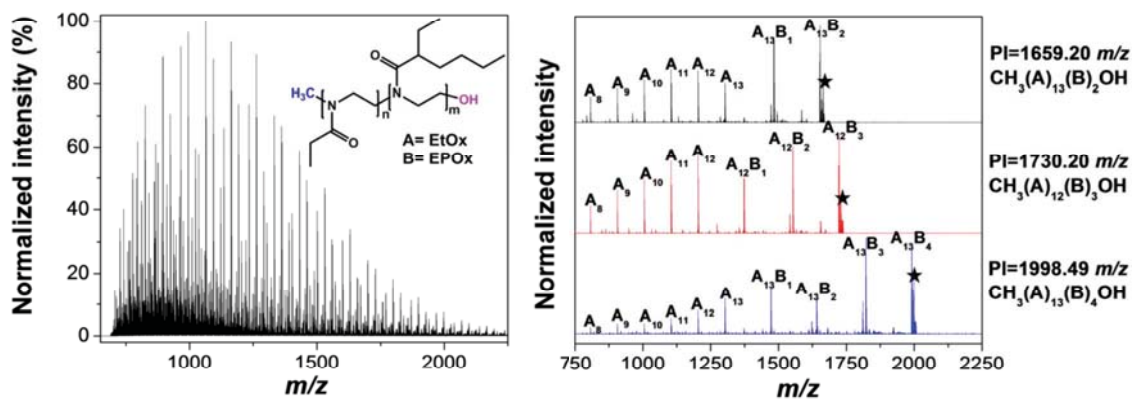 100
80
60
40
20
0
Normalized intensity (%)
1000
1500
2000
m/z
O
N
H₃C
N
n
m
OH
O
A= EtOx
B= EPOx
Normalized intensity
A₈
A₉
A₁₀
A₁₁
A₁₂
A₁₃
A₁₃B₁
A₁₃B₂
★
PI=1659.20 m/z
CH₃(A)₁₃(B)₂OH
A₈
A₉
A₁₀
A₁₁
A₁₂
A₁₂B₁
A₁₂B₂
A₁₂B₃
★
PI=1730.20 m/z
CH₃(A)₁₂(B)₃OH
A₈
A₉
A₁₀
A₁₁
A₁₂
A₁₃
A₁₃B₁
A₁₃B₂
A₁₃B₃
A₁₃B₄
★
PI=1998.49 m/z
CH₃(A)₁₃(B)₄OH
750
1000
1250
1500
1750
2000
2250
m/z